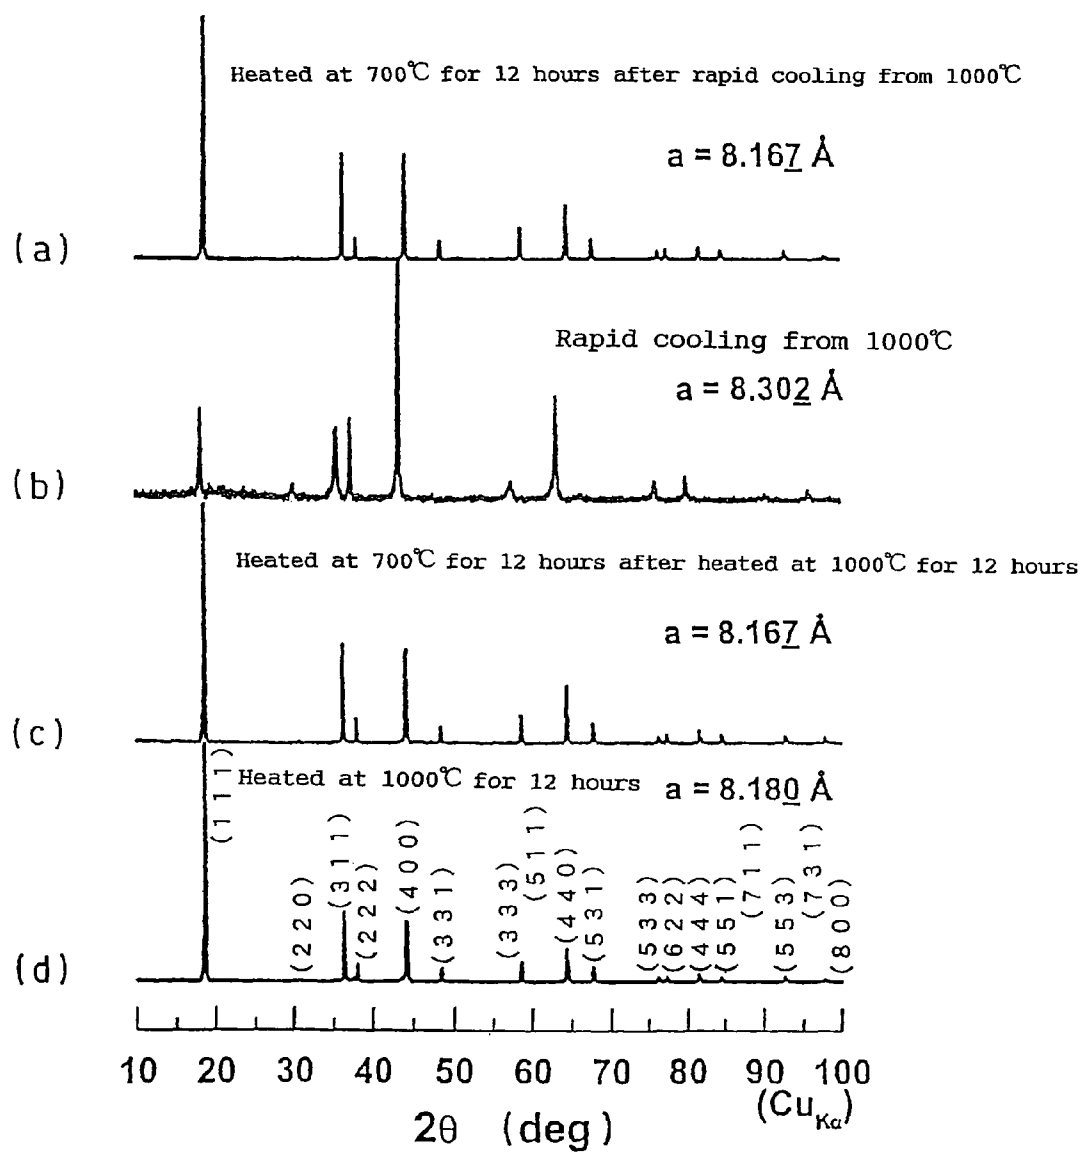 Heated at 700℃ for 12 hours after rapid cooling from 1000℃
a = 8.167 Å
(a)
Rapid cooling from 1000℃
a = 8.302 Å
(b)
Heated at 700℃ for 12 hours after heated at 1000℃ for 12 hours
a = 8.167 Å
(c)
Heated at 1000℃ for 12 hours
a = 8.180 Å
(111)
(220)
(311)
(222)
(400)
(331)
(333)
(511)
(440)
(531)
(533)
(622)
(444)
(551)
(711)
(553)
(731)
(800)
(d)
10 20 30 40 50 60 70 80 90 100
2θ (deg)
(CuKα)